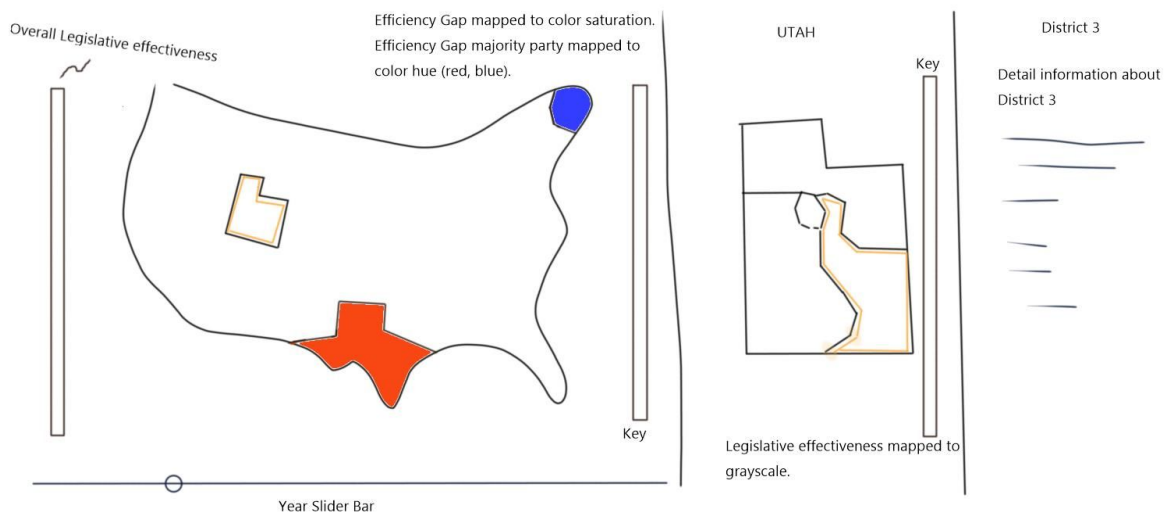 Overall Legislative effectiveness
Efficiency Gap mapped to color saturation.
Efficiency Gap majority party mapped to
color hue (red, blue).
Key
Year Slider Bar
UTAH
Key
Legislative effectiveness mapped to
grayscale.
District 3
Detail information about
District 3